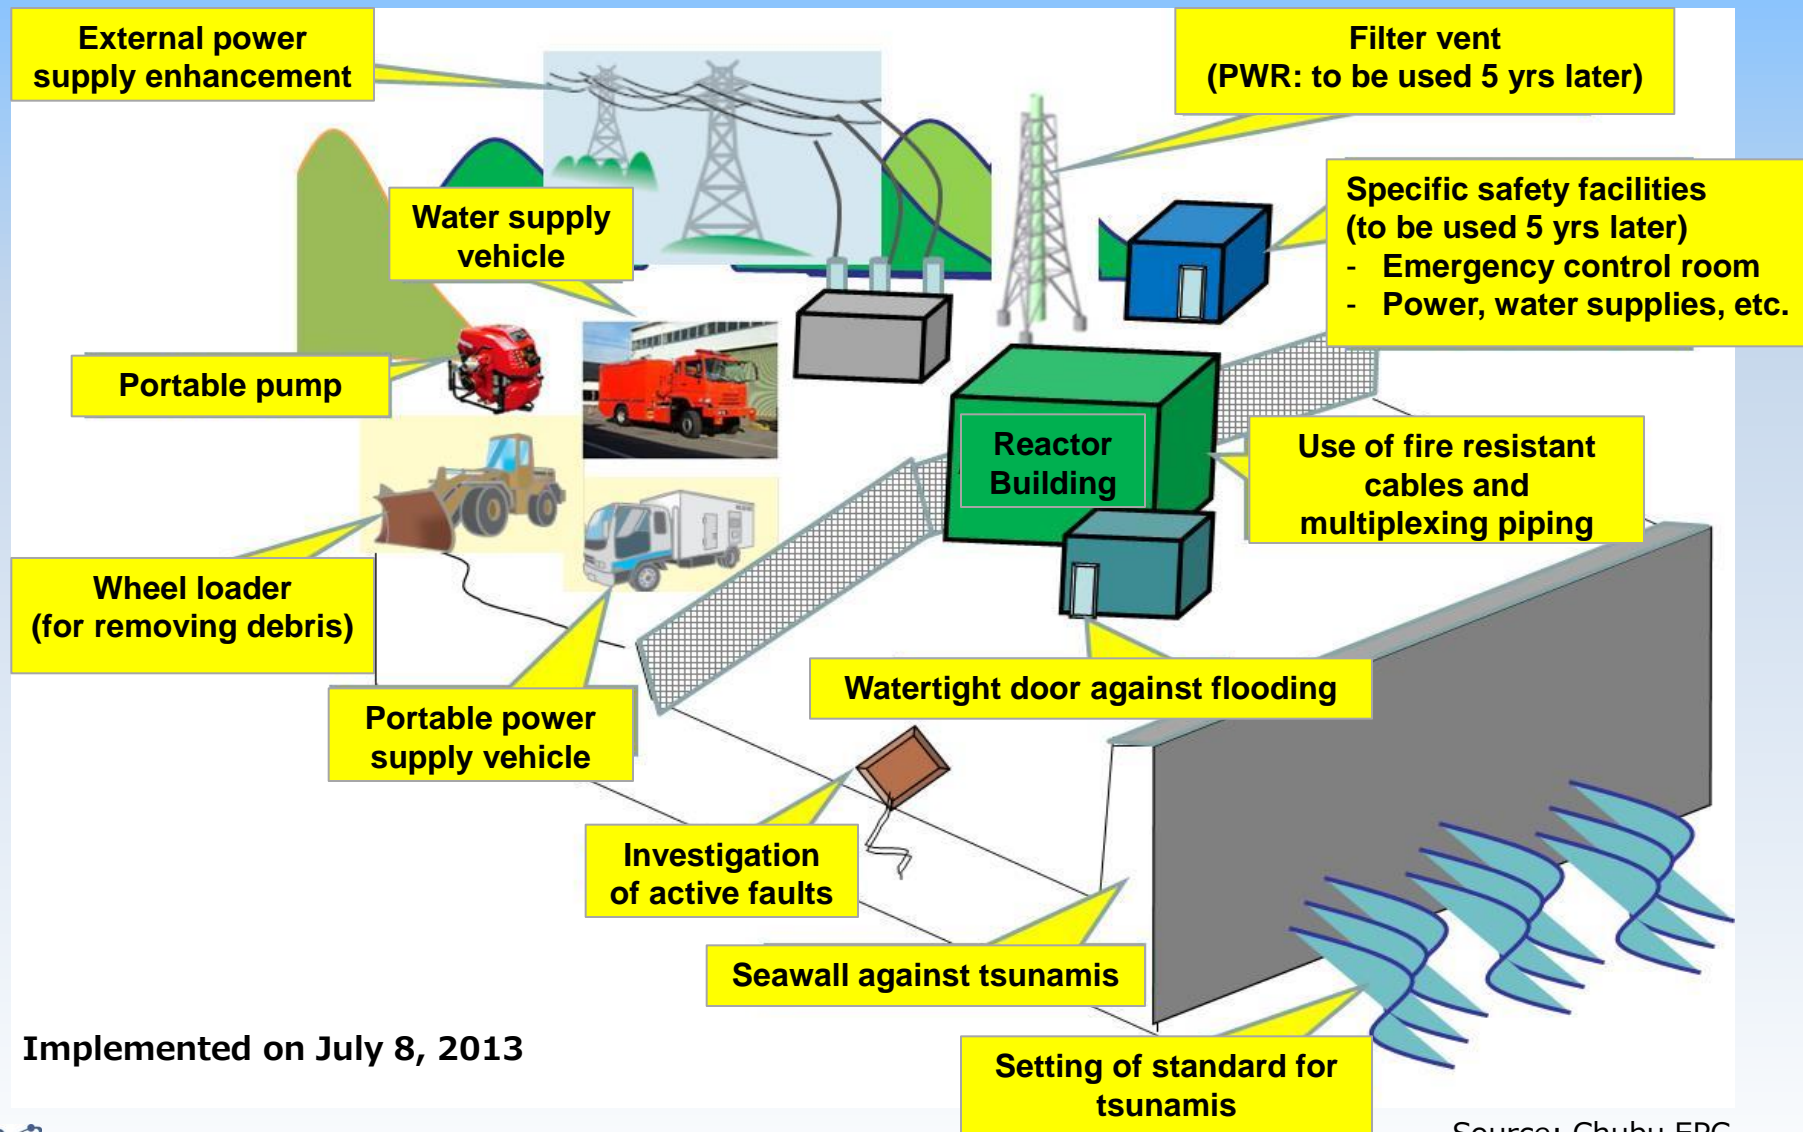 External power
supply enhancement
Filter vent
(PWR: to be used 5 yrs later)
Water supply
vehicle
Specific safety facilities
(to be used 5 yrs later)
- Emergency control room
- Power, water supplies, etc.
Portable pump
Reactor
Building
Use of fire resistant
cables and
multiplexing piping
Wheel loader
(for removing debris)
Watertight door against flooding
Portable power
supply vehicle
Investigation
of active faults
Seawall against tsunamis
Implemented on July 8, 2013
Setting of standard for
tsunamis
Source: Chubu EPC